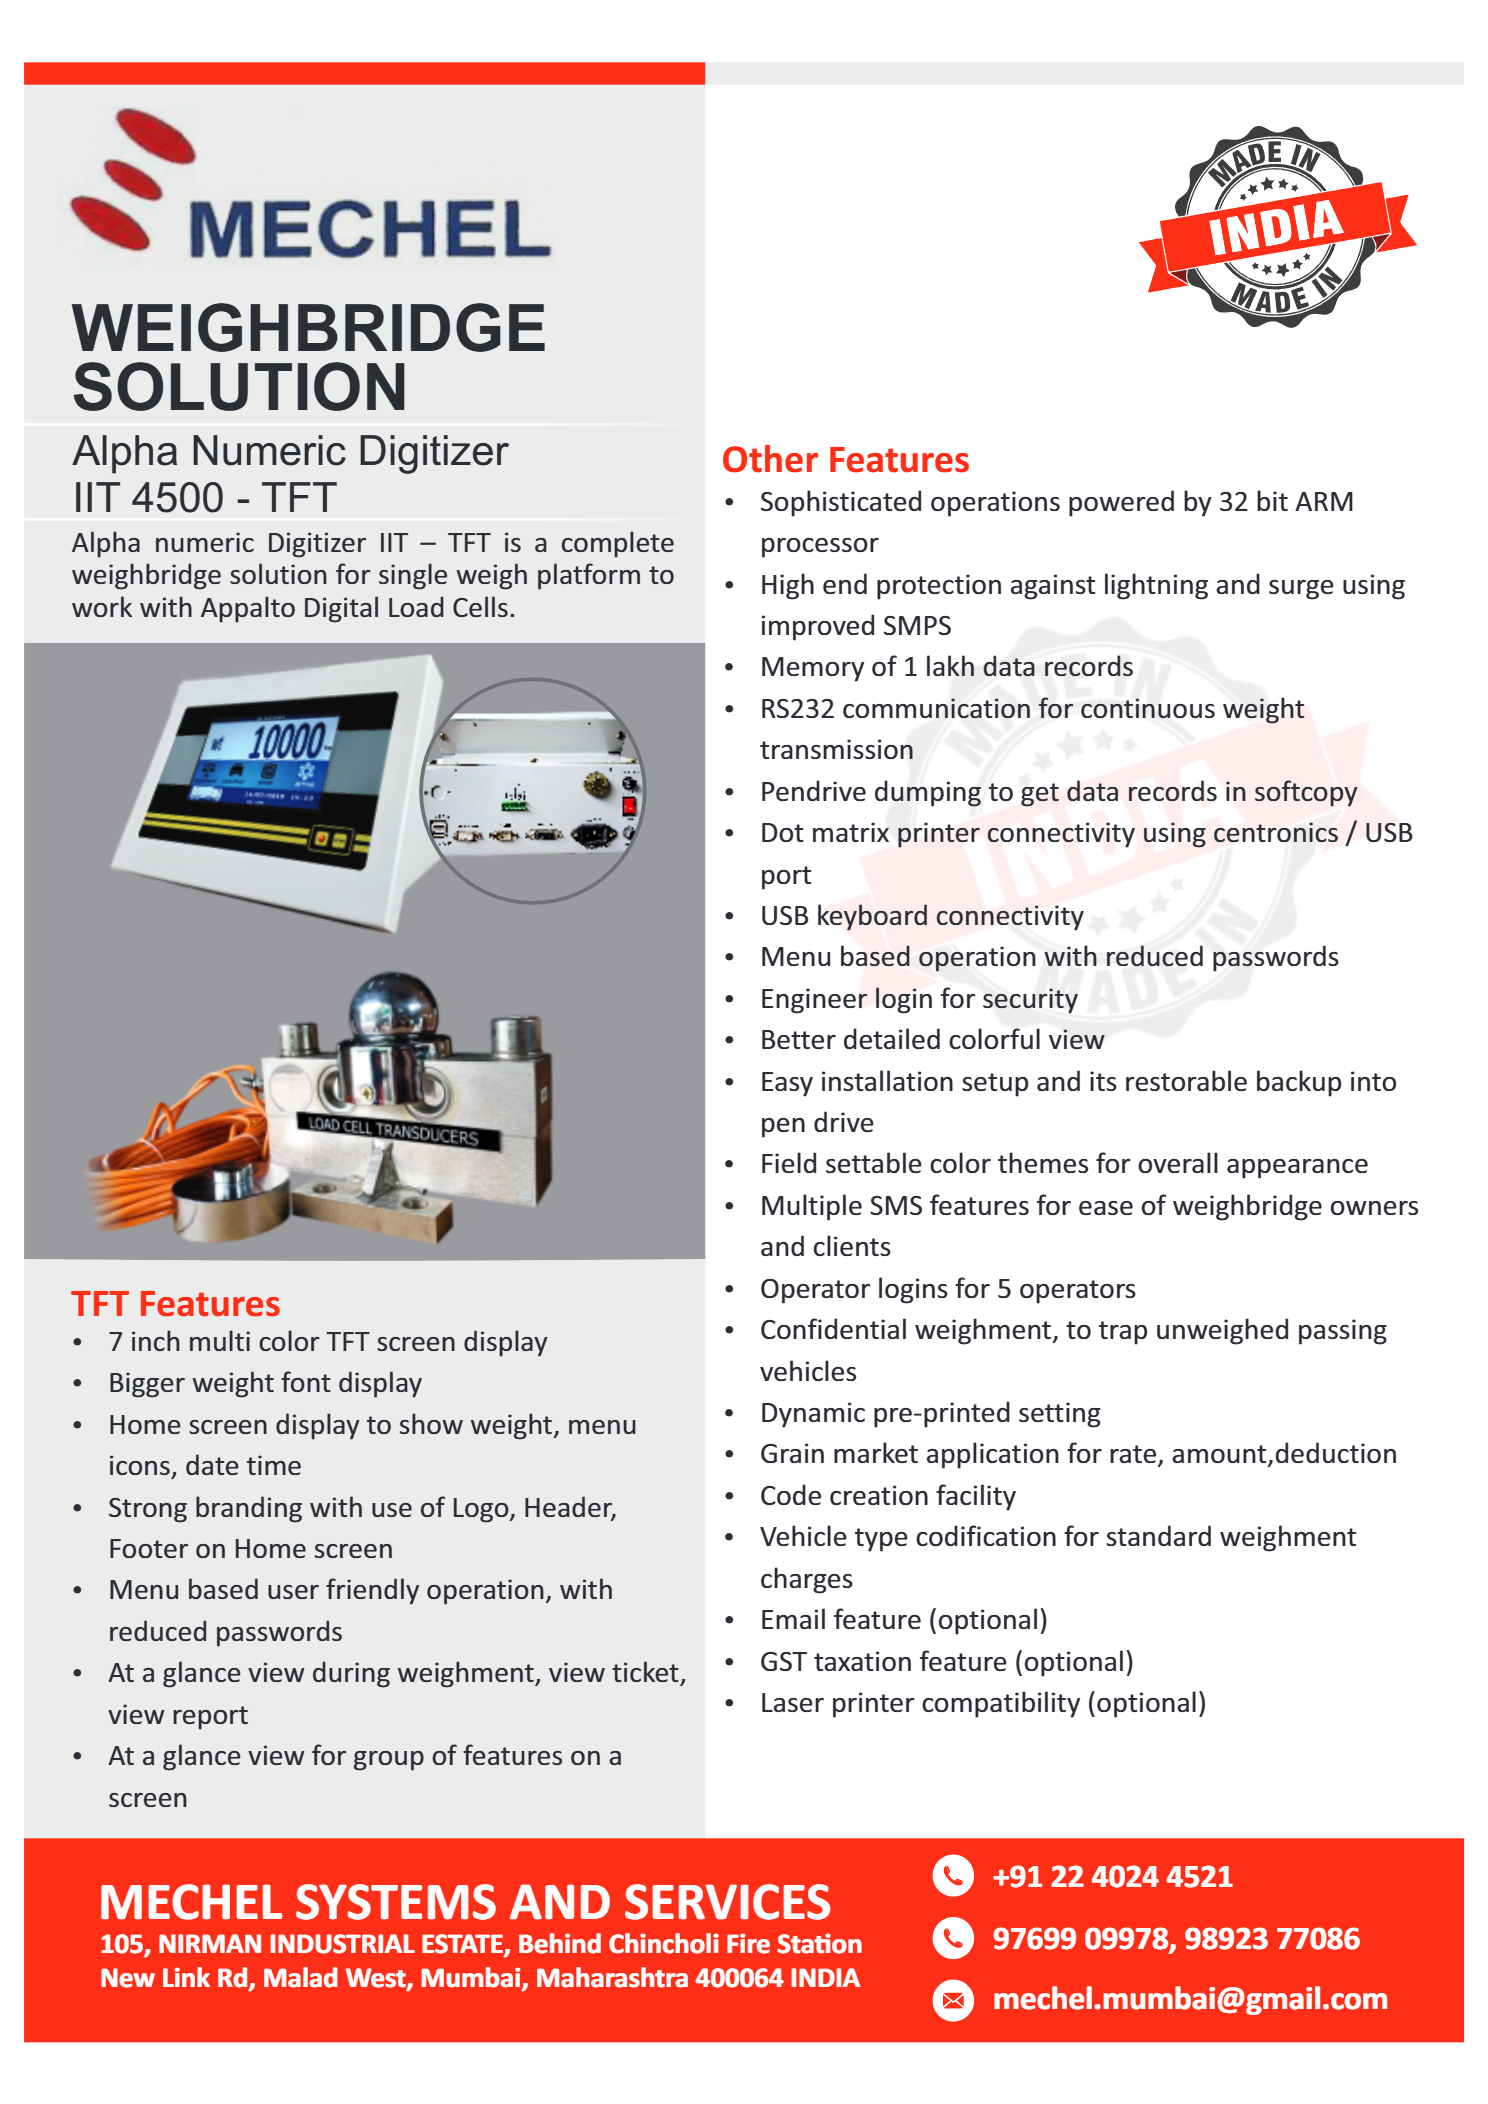 MECHEL
WEIGHBRIDGE
SOLUTION
Alpha Numeric Digitizer
IIT 4500 - TFT
Alpha numeric Digitizer IIT – TFT is a complete
weighbridge solution for single weigh platform to
work with Appalto Digital Load Cells.
wt 10000
LOAD CELL TRANSDUCERS
TFT Features
• 7 inch multi color TFT screen display
• Bigger weight font display
• Home screen display to show weight, menu
icons, date time
• Strong branding with use of Logo, Header,
Footer on Home screen
• Menu based user friendly operation, with
reduced passwords
• At a glance view during weighment, view ticket,
view report
• At a glance view for group of features on a
screen
MADE IN
INDIA
MADE IN
Other Features
• Sophisticated operations powered by 32 bit ARM
processor
• High end protection against lightning and surge using
improved SMPS
• Memory of 1 lakh data records
• RS232 communication for continuous weight
transmission
• Pendrive dumping to get data records in softcopy
• Dot matrix printer connectivity using centronics / USB
port
• USB keyboard connectivity
• Menu based operation with reduced passwords
• Engineer login for security
• Better detailed colorful view
• Easy installation setup and its restorable backup into
pen drive
• Field settable color themes for overall appearance
• Multiple SMS features for ease of weighbridge owners
and clients
• Operator logins for 5 operators
• Confidential weighment, to trap unweighed passing
vehicles
• Dynamic pre-printed setting
• Grain market application for rate, amount,deduction
• Code creation facility
• Vehicle type codification for standard weighment
charges
• Email feature (optional)
• GST taxation feature (optional)
• Laser printer compatibility (optional)
MADE IN
INDIA
MADE IN
MECHEL SYSTEMS AND SERVICES
105, NIRMAN INDUSTRIAL ESTATE, Behind Chincholi Fire Station
New Link Rd, Malad West, Mumbai, Maharashtra 400064 INDIA
+91 22 4024 4521
97699 09978, 98923 77086
mechel.mumbai@gmail.com